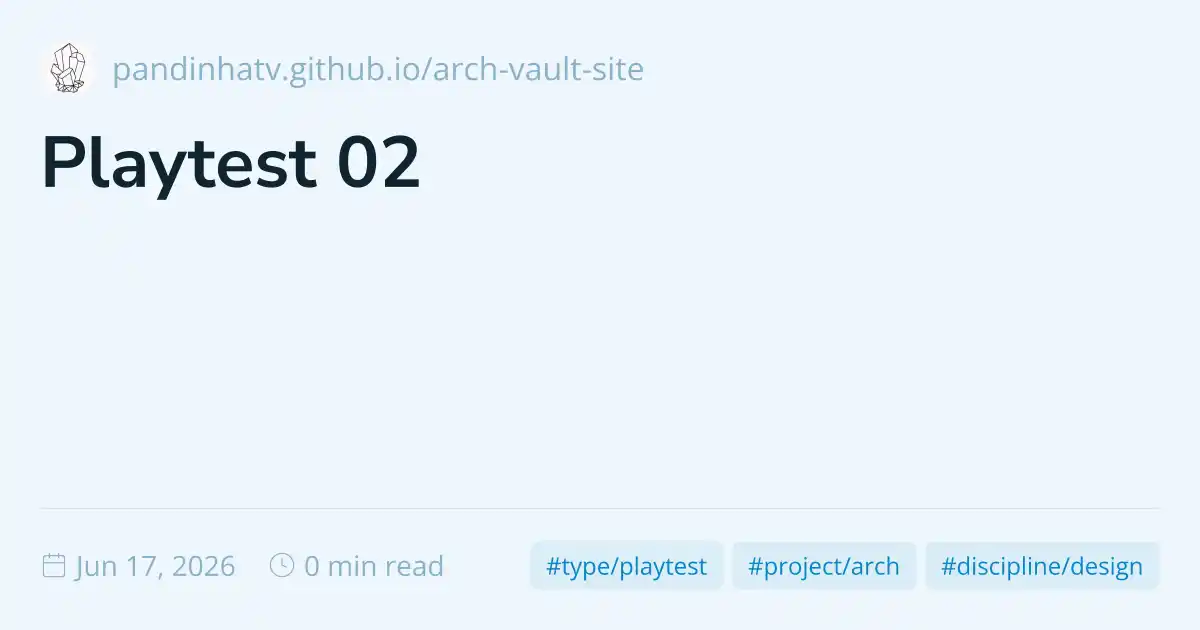 pandinhatv.github.io/arch-vault-site
Playtest 02
Jun 17, 2026 0 min read #type/playtest #project/arch #discipline/design